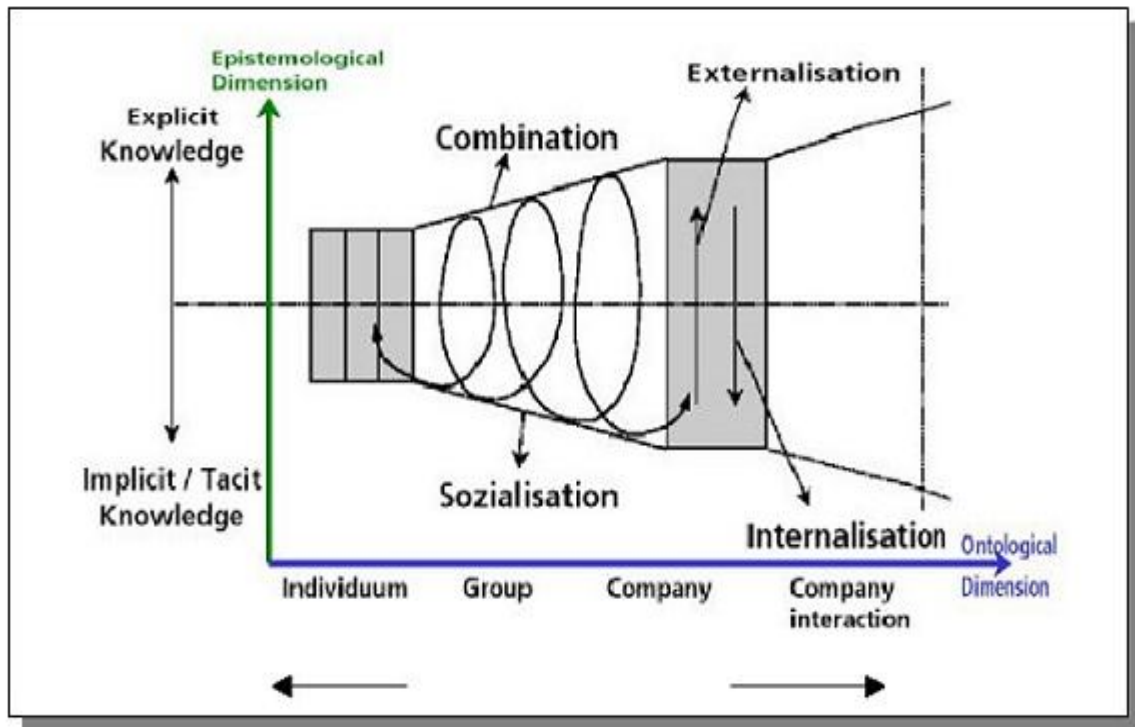 Epistemological
Dimension
Explicit
Knowledge
Combination
Externalisation
Implicit / Tacit
Knowledge
Sozialisation
Internalisation
Ontological
Dimension
Individuum
Group
Company
Company
interaction